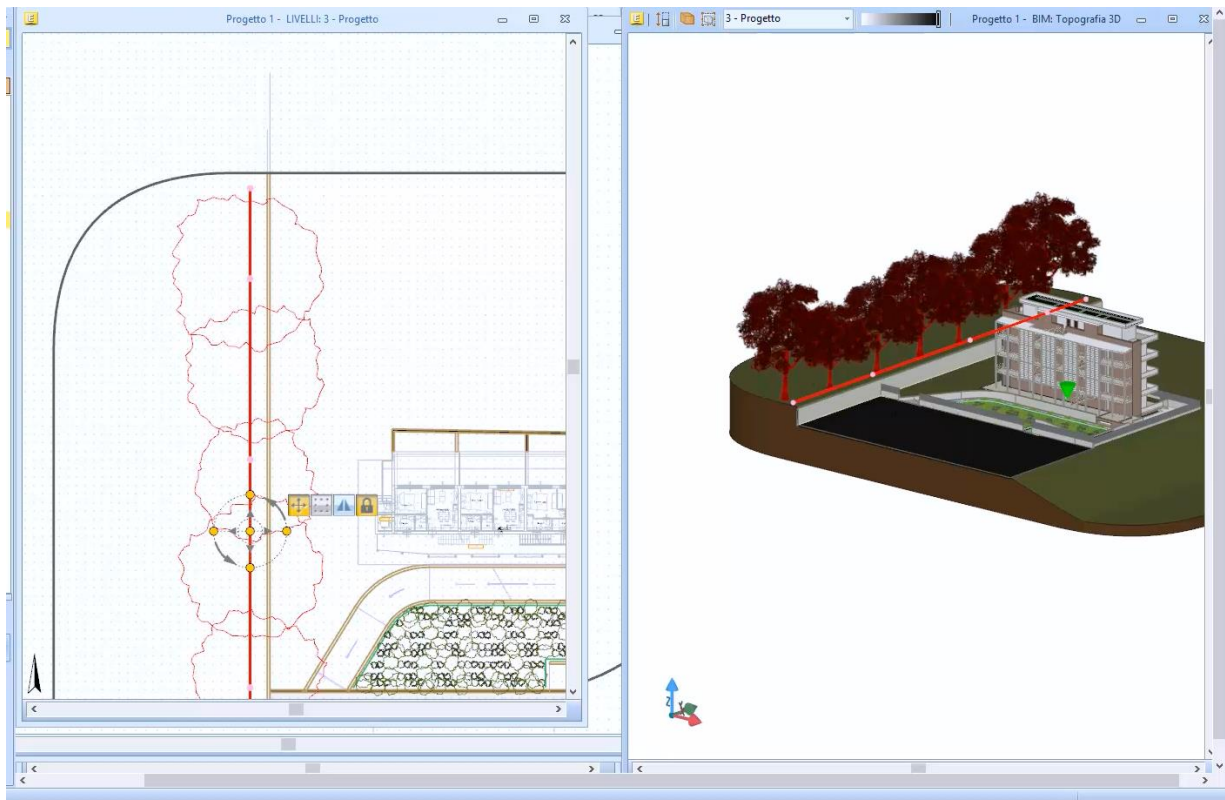 Progetto 1 - LIVELLI: 3 - Progetto
3 - Progetto
Progetto 1 - BIM: Topografia 3D
Z